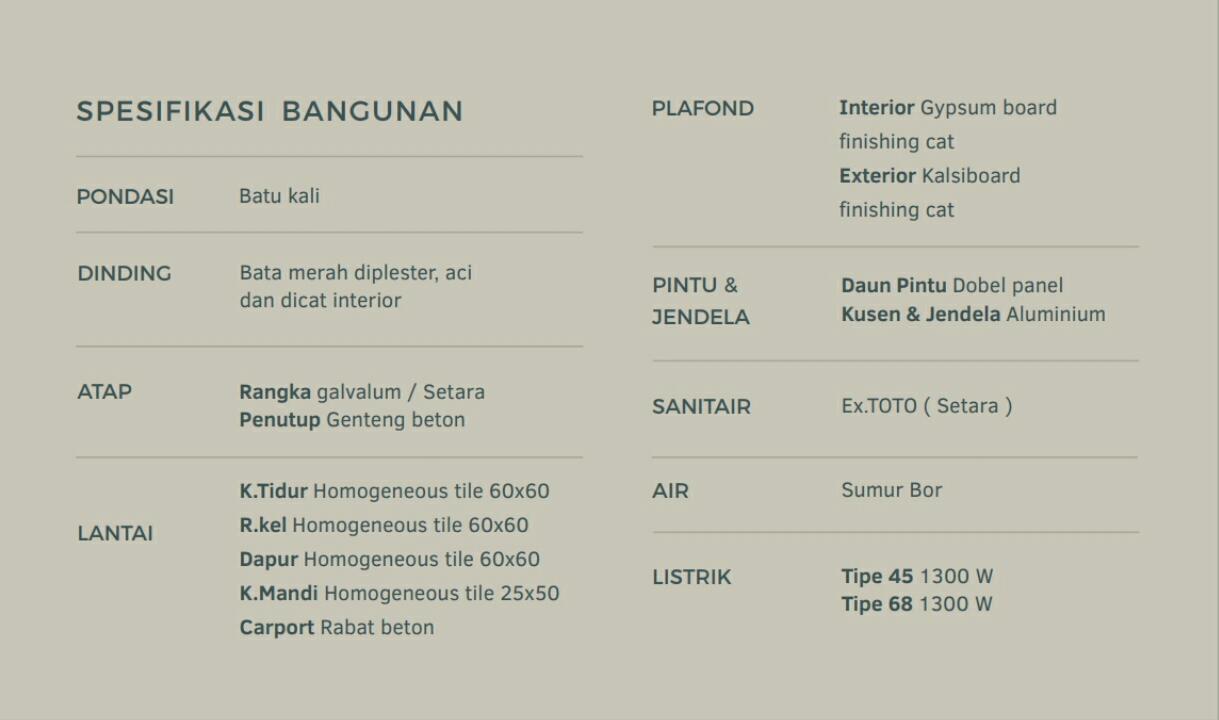 SPESIFIKASI BANGUNAN
PONDASI Batu kali
DINDING Bata merah diplester, aci
dan dicat interior
ATAP Rangka galvalum / Setara
Penutup Genteng beton
LANTAI
K.Tidur Homogeneous tile 60x60
R.kel Homogeneous tile 60x60
Dapur Homogeneous tile 60x60
K.Mandi Homogeneous tile 25x50
Carport Rabat beton
PLAFOND Interior Gypsum board
finishing cat
Exterior Kalsiboard
finishing cat
PINTU & Daun Pintu Dobel panel
JENDELA Kusen & Jendela Aluminium
SANITAIR Ex.TOTO ( Setara )
AIR Sumur Bor
LISTRIK Tipe 45 1300 W
Tipe 68 1300 W